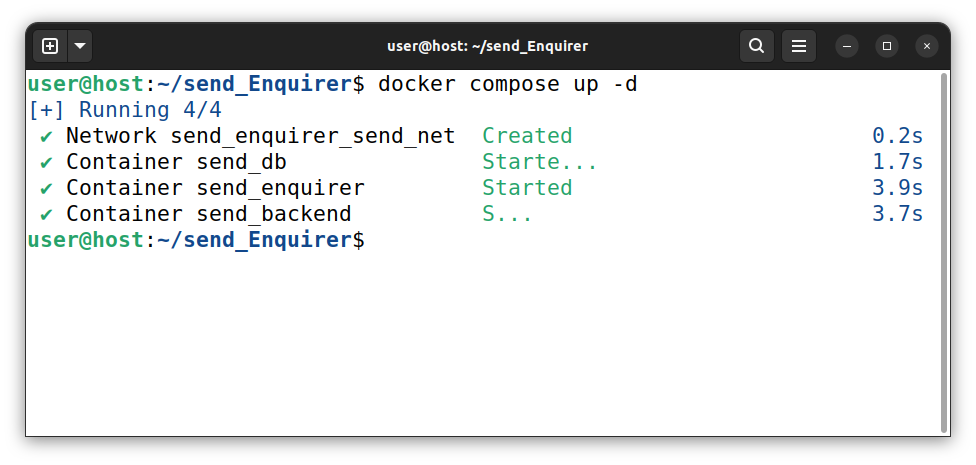 user@host: ~/send_Enquirer
user@host:~/send_Enquirer$ docker compose up -d
[+] Running 4/4
✔ Network send_enquirer_send_net Created 0.2s
✔ Container send_db Starte... 1.7s
✔ Container send_enquirer Started 3.9s
✔ Container send_backend S... 3.7s
user@host:~/send_Enquirer$